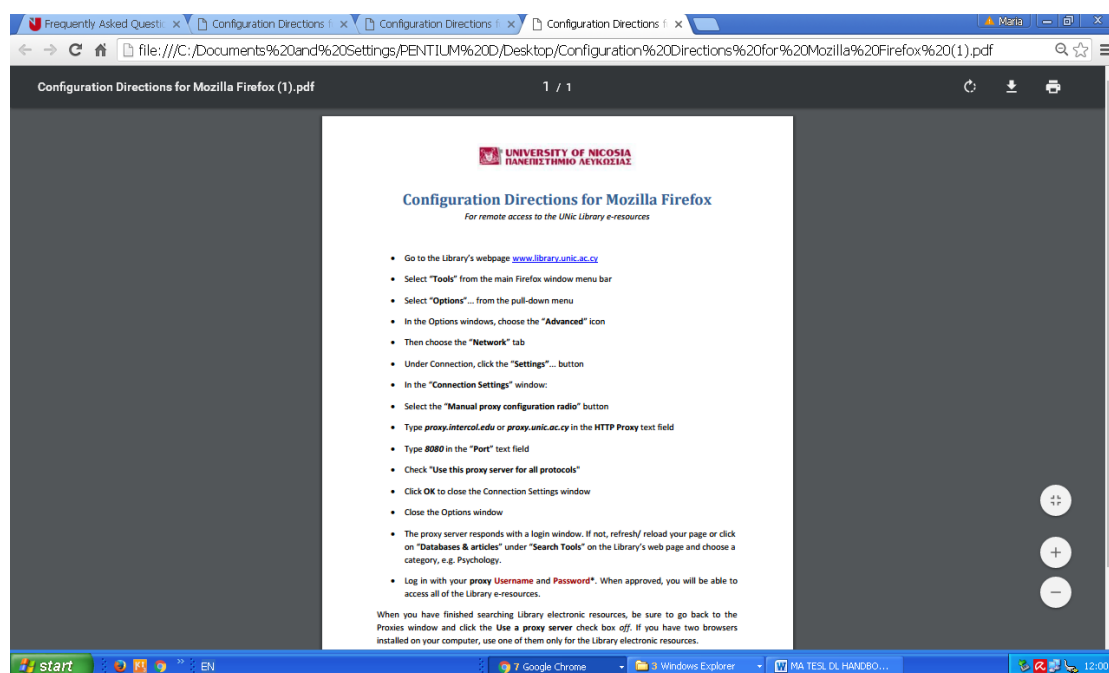 Frequently Asked Questic
Configuration Directions f
Configuration Directions f
Configuration Directions f
Maria
file:///C:/Documents%20and%20Settings/PENTIUM%20D/Desktop/Configuration%20Directions%20for%20Mozilla%20Firefox%20(1).pdf
Configuration Directions for Mozilla Firefox (1).pdf
1 / 1
UNIVERSITY OF NICOSIA
ΠΑΝΕΠΙΣΤΗΜΙΟ ΛΕΥΚΩΣΙΑΣ
Configuration Directions for Mozilla Firefox
For remote access to the UNic Library e-resources
• Go to the Library's webpage www.library.unic.ac.cy
• Select "Tools" from the main Firefox window menu bar
• Select "Options"... from the pull-down menu
• In the Options windows, choose the "Advanced" icon
• Then choose the "Network" tab
• Under Connection, click the "Settings"... button
• In the "Connection Settings" window:
• Select the "Manual proxy configuration radio" button
• Type proxy.intercol.edu or proxy.unic.ac.cy in the HTTP Proxy text field
• Type 8080 in the "Port" text field
• Check "Use this proxy server for all protocols"
• Click OK to close the Connection Settings window
• Close the Options window
• The proxy server responds with a login window. If not, refresh/ reload your page or click
on "Databases & articles" under "Search Tools" on the Library's web page and choose a
category, e.g. Psychology.
• Log in with your proxy Username and Password*. When approved, you will be able to
access all of the Library e-resources.
When you have finished searching Library electronic resources, be sure to go back to the
Proxies window and click the Use a proxy server check box off. If you have two browsers
installed on your computer, use one of them only for the Library electronic resources.
start
EN
7 Google Chrome
3 Windows Explorer
MA TESL DL HANDBO...
12:00